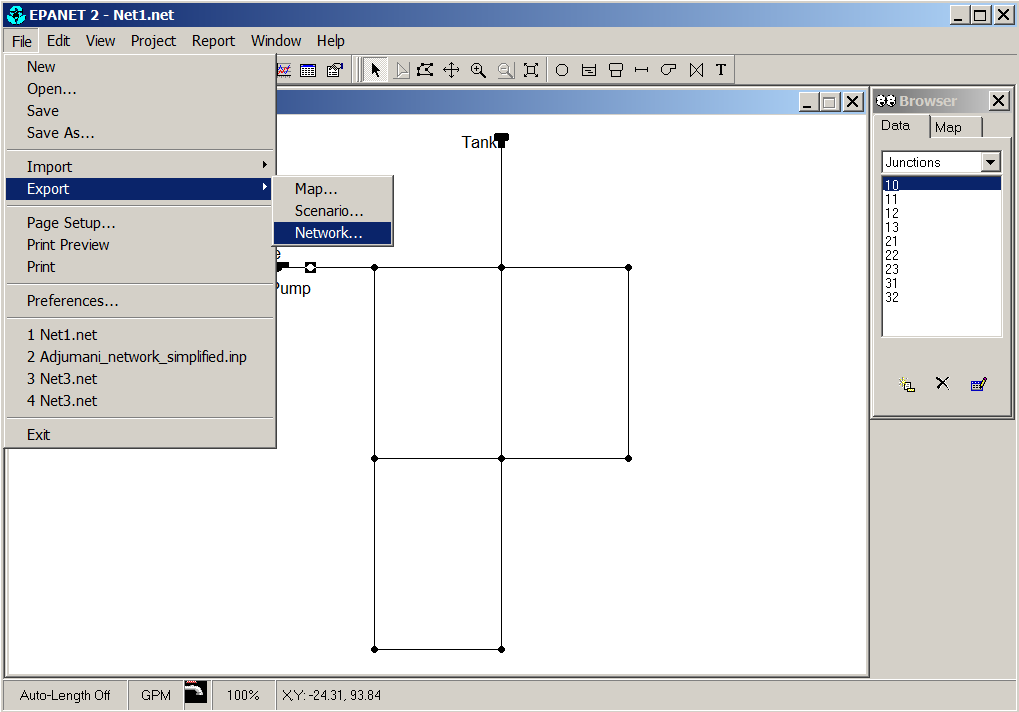 EPANET 2 - Net1.net
File Edit View Project Report Window Help
New
Open...
Save
Save As...
Import
Export
Page Setup...
Print Preview
Print
Preferences...
1 Net1.net
2 Adjumani_network_simplified.inp
3 Net3.net
4 Net3.net
Exit
Map...
Scenario...
Network...
T
Tank
e
Pump
Browser
Data Map
Junctions
10
11
12
13
21
22
23
31
32
Auto-Length Off GPM 100% X,Y: -24.31, 93.84